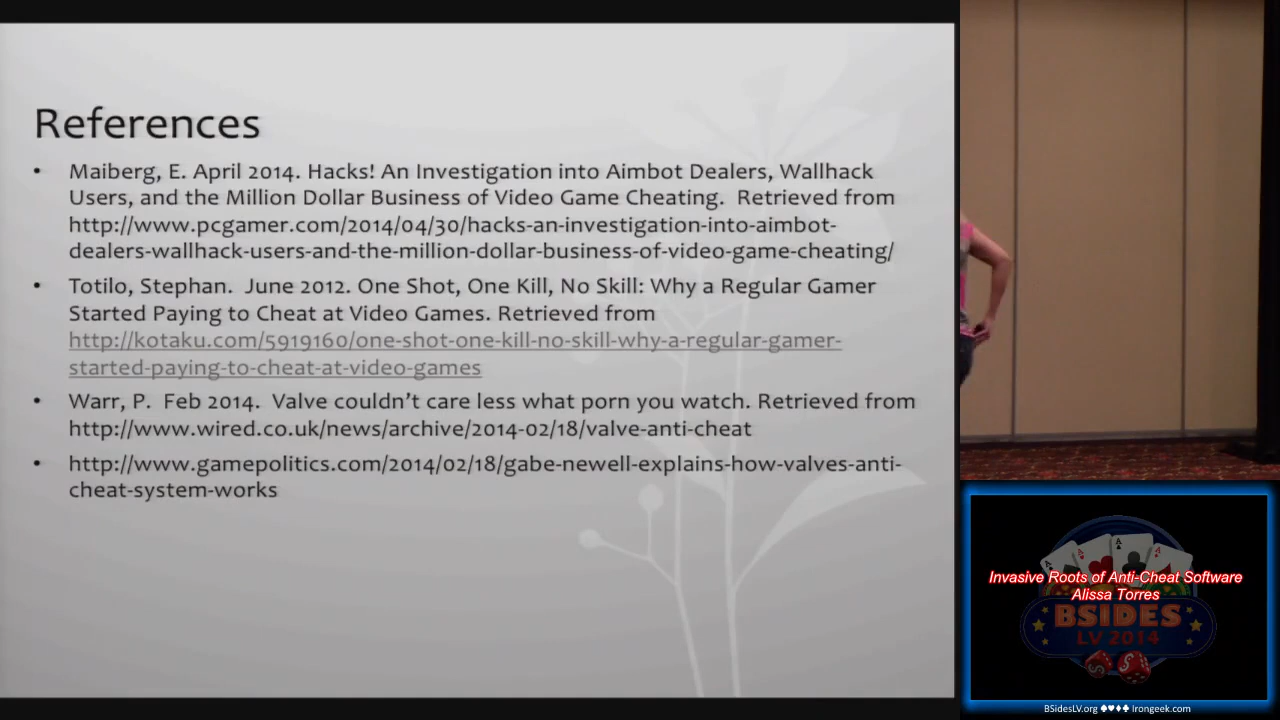 References
• Maiberg, E. April 2014. Hacks! An Investigation into Aimbot Dealers, Wallhack
Users, and the Million Dollar Business of Video Game Cheating.  Retrieved from
http://www.pcgamer.com/2014/04/30/hacks-an-investigation-into-aimbot-
dealers-wallhack-users-and-the-million-dollar-business-of-video-game-cheating/
• Totilo, Stephan.  June 2012. One Shot, One Kill, No Skill: Why a Regular Gamer
Started Paying to Cheat at Video Games. Retrieved from
http://kotaku.com/5919160/one-shot-one-kill-no-skill-why-a-regular-gamer-
started-paying-to-cheat-at-video-games
• Warr, P.  Feb 2014.  Valve couldn't care less what porn you watch. Retrieved from
http://www.wired.co.uk/news/archive/2014-02/18/valve-anti-cheat
• http://www.gamepolitics.com/2014/02/18/gabe-newell-explains-how-valves-anti-
cheat-system-works
Invasive Roots of Anti-Cheat Software
Alissa Torres
BSIDES
LV 2014
BSidesLV.org ♣♥♦♠ Irongeek.com